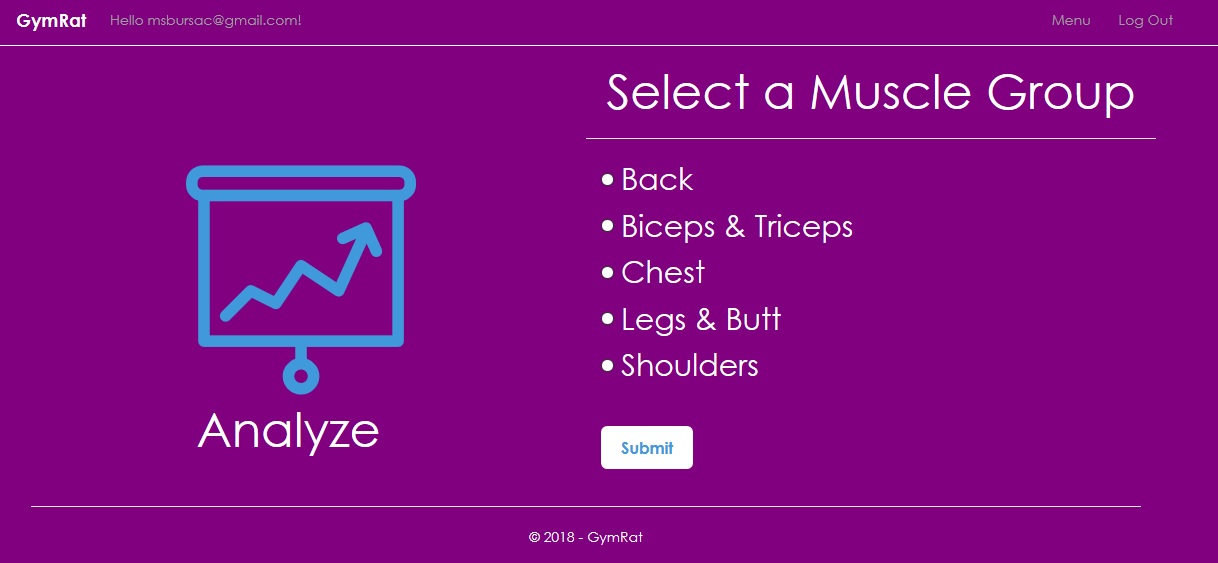 GymRat Hello msbursac@gmail.com! Menu Log Out
Select a Muscle Group
Back
Biceps & Triceps
Chest
Legs & Butt
Shoulders
Analyze
Submit
© 2018 - GymRat